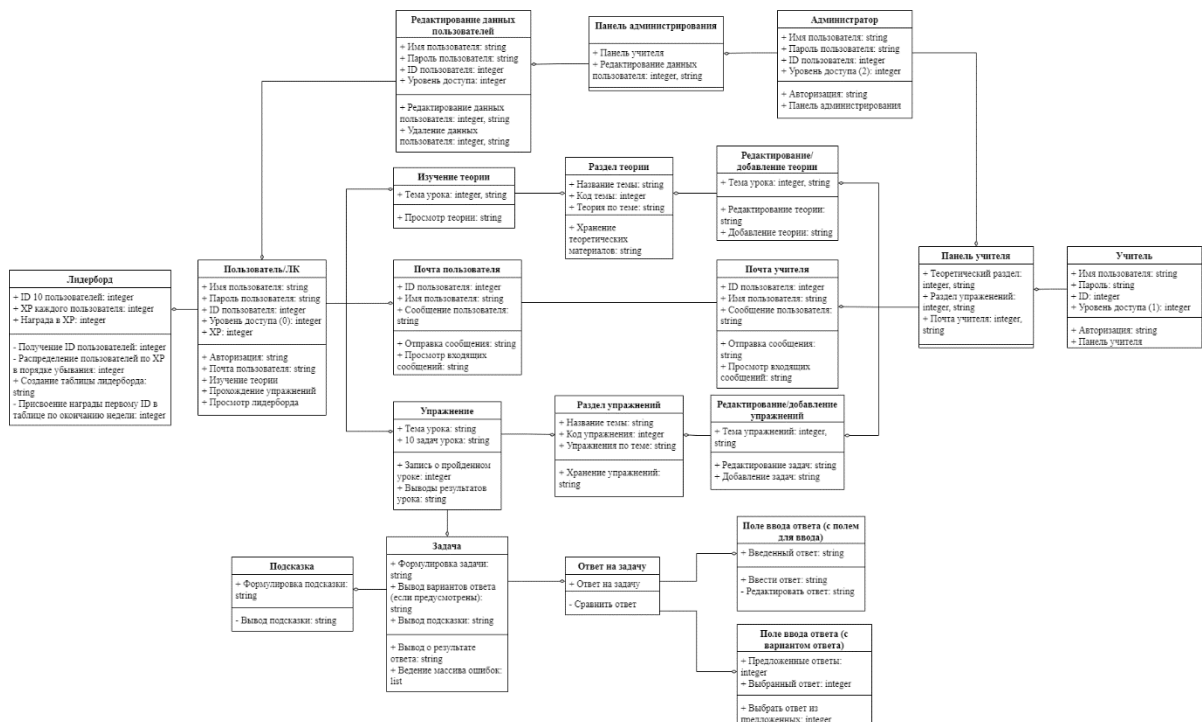 Редактирование данных
пользователей
+ Имя пользователя: string
+ Пароль пользователя: string
+ ID пользователя: integer
+ Уровень доступа: integer
+ Редактирование данных
пользователя: integer, string
+ Удаление данных
пользователя: integer, string
Панель администрирования
+ Панель учителя
+ Редактирование данных
пользователя: integer, string
Администратор
+ Имя пользователя: string
+ Пароль пользователя: string
+ ID пользователя: integer
+ Уровень доступа (2): integer
+ Авторизация: string
+ Панель администрирования
Изучение теории
+ Тема урока: integer, string
+ Просмотр теории: string
Раздел теории
+ Название темы: string
+ Код темы: integer
+ Теория по теме: string
+ Хранение
теоретических
материалов: string
Редактирование/
добавление теории
+ Тема урока: integer, string
+ Редактирование теории:
string
+ Добавление теории: string
Лидерборд
+ ID 10 пользователей: integer
+ XP каждого пользователя: integer
+ Награда в XP: integer
- Получение ID пользователей: integer
- Распределение пользователей по XP
в порядке убывания: integer
+ Создание таблицы лидерборда:
string
- Присвоение награды первому ID в
таблице по окончанию недели: integer
Пользователь/ЛК
+ Имя пользователя: string
+ Пароль пользователя: string
+ ID пользователя: integer
+ Уровень доступа (0): integer
+ XP: integer
+ Авторизация: string
+ Почта пользователя: string
+ Изучение теории
+ Прохождение упражнений
+ Просмотр лидерборда
Почта пользователя
+ ID пользователя: integer
+ Имя пользователя: string
+ Сообщение пользователя:
string
+ Отправка сообщения: string
+ Просмотр входящих
сообщений: string
Почта учителя
+ ID пользователя: integer
+ Имя пользователя: string
+ Сообщение пользователя:
string
+ Отправка сообщения: string
+ Просмотр входящих
сообщений: string
Панель учителя
+ Теоретический раздел:
integer, string
+ Раздел упражнений:
integer, string
+ Почта учителя: integer,
string
Учитель
+ Имя пользователя: string
+ Пароль: string
+ ID: integer
+ Уровень доступа (1): integer
+ Авторизация: string
+ Панель учителя
Упражнение
+ Тема урока: string
+ 10 задач урока: string
+ Запись о пройденном
уроке: integer
+ Выводы результатов
урока: string
Раздел упражнений
+ Название темы: string
+ Код упражнения: integer
+ Упражнения по теме: string
+ Хранение упражнений:
string
Редактирование/добавление
упражнений
+ Тема упражнений: integer,
string
+ Редактирование задач: string
+ Добавление задач: string
Подсказка
+ Формулировка подсказки:
string
- Вывод подсказки: string
Задача
+ Формулировка задачи:
string
+ Вывод вариантов ответа
(если предусмотрены):
string
+ Вывод подсказки: string
+ Вывод о результате
ответа: string
+ Ведение массива ошибок:
list
Ответ на задачу
+ Ответ на задачу
- Сравнить ответ
Поле ввода ответа (с полем
для ввода)
+ Введенный ответ: string
+ Ввести ответ: string
- Редактировать ответ: string
Поле ввода ответа (с
вариантом ответа)
+ Предложенные ответы:
integer
+ Выбранный ответ: integer
+ Выбрать ответ из
предложенных: integer